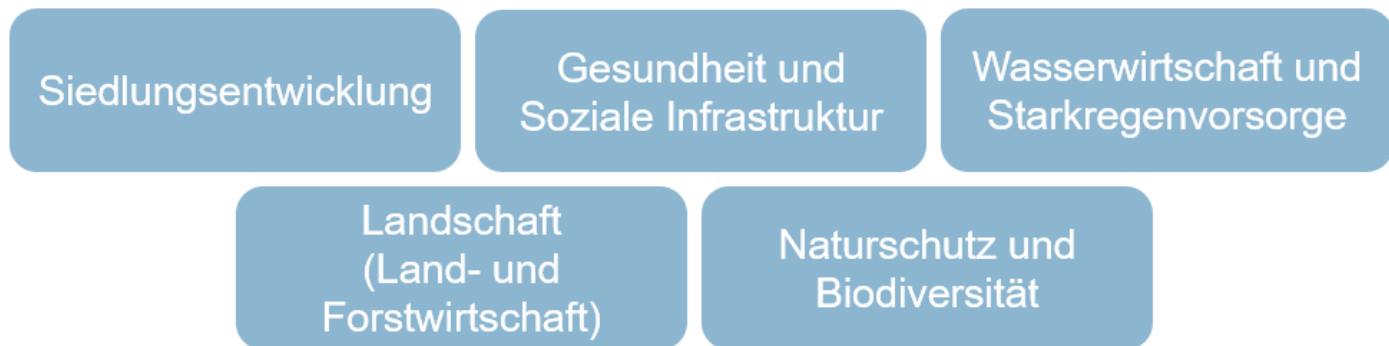 Siedlungsentwicklung
Gesundheit und
Soziale Infrastruktur
Wasserwirtschaft und
Starkregenvorsorge
Landschaft
(Land- und
Forstwirtschaft)
Naturschutz und
Biodiversität